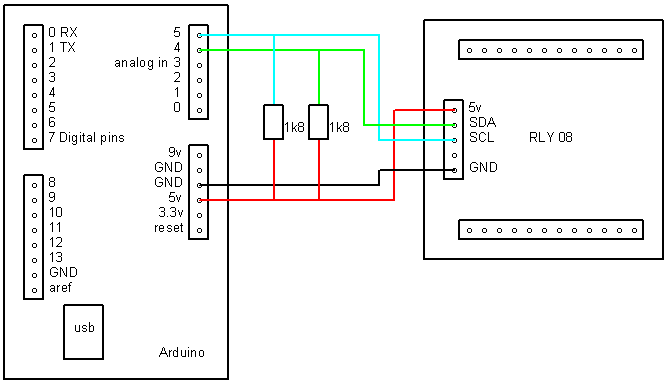 0 RX
1 TX
2
3
4
5
6
7 Digital pins
8
9
10
11
12
13
GND
aref
usb
Arduino
5
4
analog in 3
2
1
0
9v
GND
GND
5v
3.3v
reset
1k8
1k8
5v
SDA
SCL
GND
RLY 08